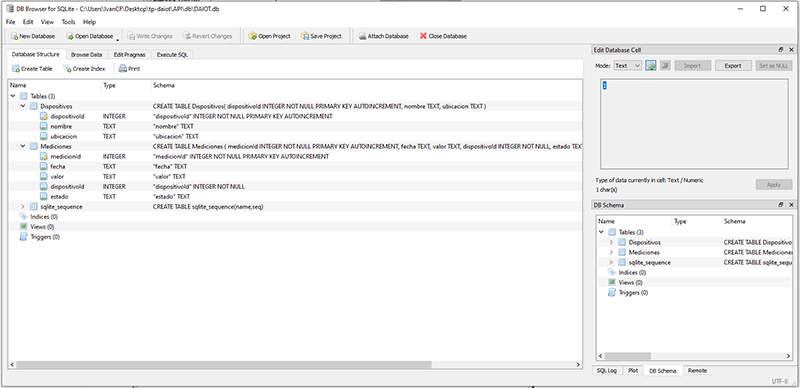 DB Browser for SQLite - C:\Users\IvanCF\Desktop\tp-daiot\API\db\DAIOT.db
File Edit View Tools Help
New Database Open Database Write Changes Revert Changes Open Project Save Project Attach Database Close Database
Database Structure Browse Data Edit Pragmas Execute SQL
Create Table Create Index Print
Name Type Schema
Tables (3)
Dispositivos CREATE TABLE Dispositivos( dispositivoId INTEGER NOT NULL PRIMARY KEY AUTOINCREMENT, nombre TEXT, ubicacion TEXT )
dispositivoId INTEGER "dispositivoId" INTEGER NOT NULL PRIMARY KEY AUTOINCREMENT
nombre TEXT "nombre" TEXT
ubicacion TEXT "ubicacion" TEXT
Mediciones CREATE TABLE Mediciones ( medicionId INTEGER NOT NULL PRIMARY KEY AUTOINCREMENT, fecha TEXT, valor TEXT, dispositivoId INTEGER NOT NULL, estado TEXT
medicionId INTEGER "medicionId" INTEGER NOT NULL PRIMARY KEY AUTOINCREMENT
fecha TEXT "fecha" TEXT
valor TEXT "valor" TEXT
dispositivoId INTEGER "dispositivoId" INTEGER NOT NULL
estado TEXT "estado" TEXT
sqlite_sequence CREATE TABLE sqlite_sequence(name,seq)
Indices (0)
Views (0)
Triggers (0)
Edit Database Cell
Mode: Text Import Export Set as NULL
1
Type of data currently in cell: Text / Numeric
1 char(s)
Apply
DB Schema
Name Type Schema
Tables (3)
Dispositivos CREATE TABLE Dispositivo
Mediciones CREATE TABLE Mediciones
sqlite_sequence CREATE TABLE sqlite_sequ
Indices (0)
Views (0)
Triggers (0)
SQL Log Plot DB Schema Remote
UTF-8